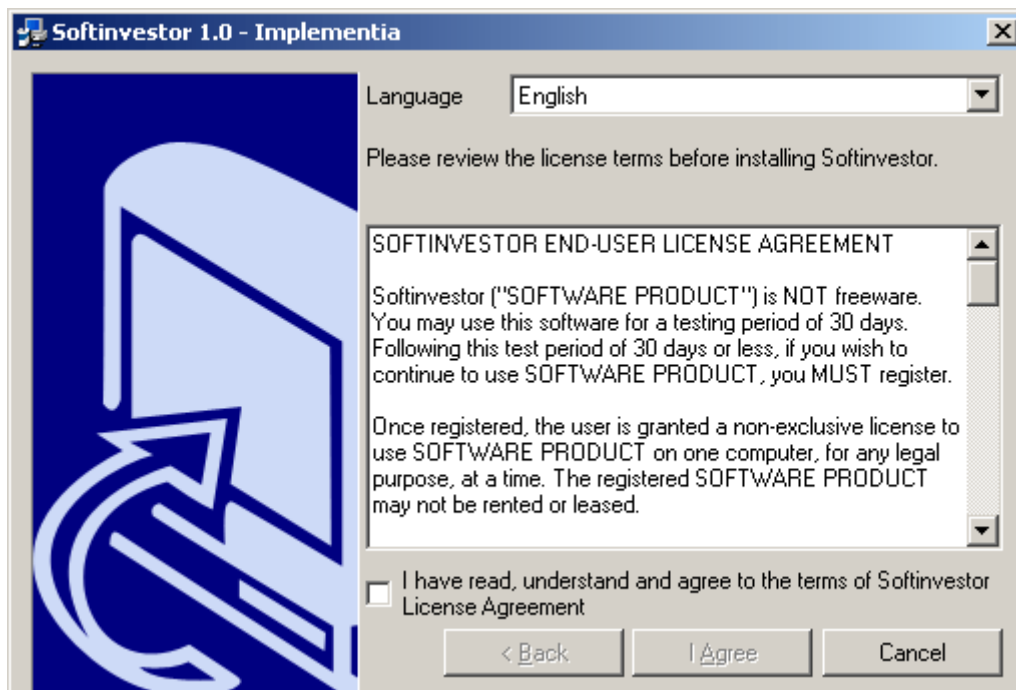 Softinvestor 1.0 - Implementia
Language
English
Please review the license terms before installing Softinvestor.
SOFTINVESTOR END-USER LICENSE AGREEMENT
Softinvestor ("SOFTWARE PRODUCT") is NOT freeware.
You may use this software for a testing period of 30 days.
Following this test period of 30 days or less, if you wish to
continue to use SOFTWARE PRODUCT, you MUST register.
Once registered, the user is granted a non-exclusive license to
use SOFTWARE PRODUCT on one computer, for any legal
purpose, at a time. The registered SOFTWARE PRODUCT
may not be rented or leased.
I have read, understand and agree to the terms of Softinvestor
License Agreement
< Back
I Agree
Cancel